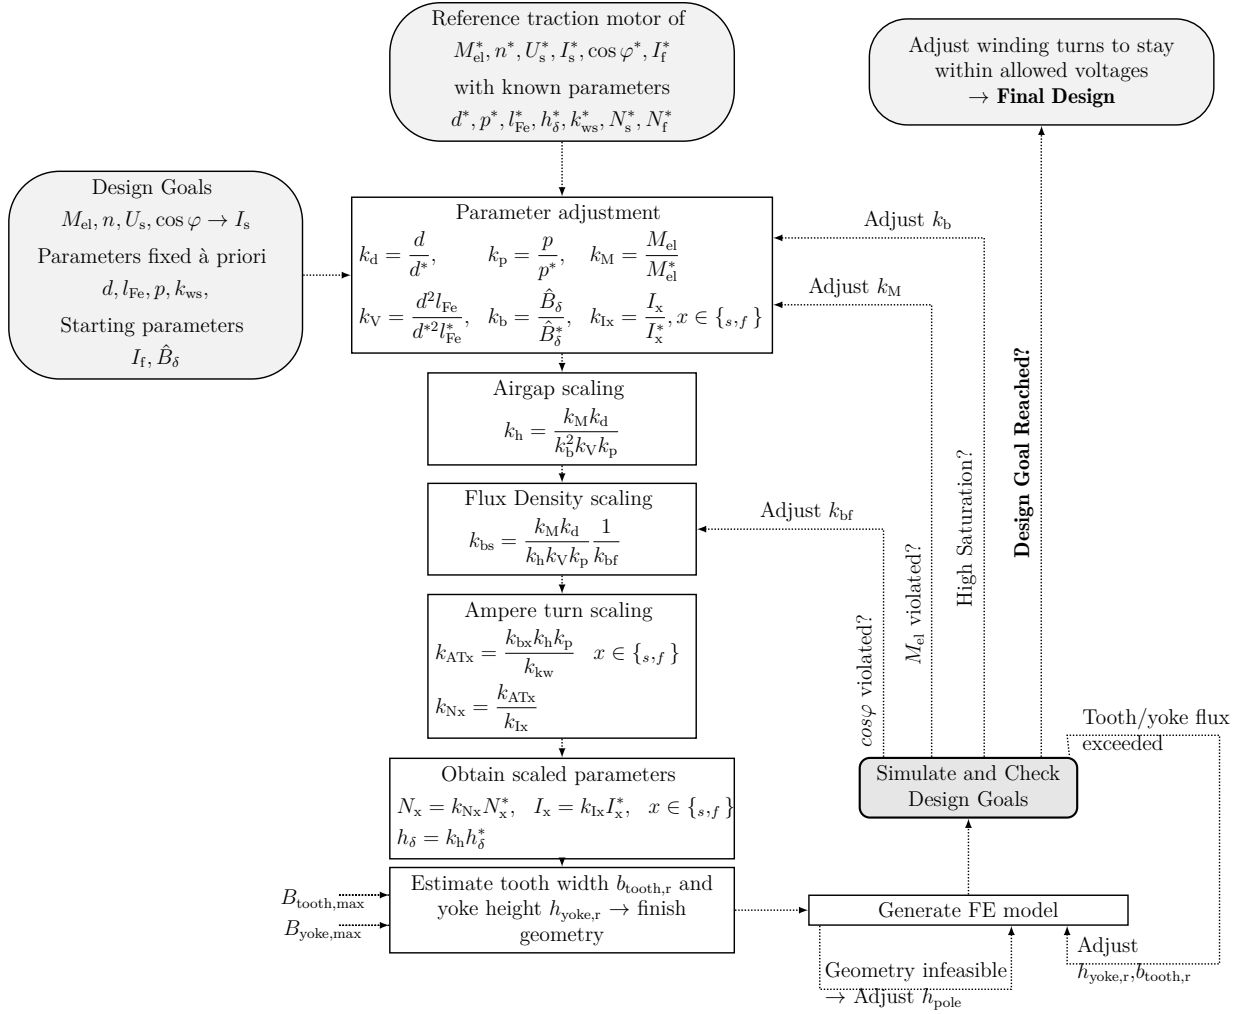 Reference traction motor of
M*el, n*, U*s, I*s, cos φ*, I*f
with known parameters
d*, p*, l*Fe, h*δ, k*ws, N*s, N*f
Adjust winding turns to stay
within allowed voltages
→ Final Design
Design Goals
Mel, n, Us, cos φ → Is
Parameters fixed à priori
d, lFe, p, kws,
Starting parameters
If, B̂δ
Parameter adjustment
kd = d/d*, kp = p/p*, kM = Mel/M*el
kV = d²lFe/d*²l*Fe, kb = B̂δ/B̂*δ, kIx = Ix/I*x, x ∈ {s,f }
Adjust kb
Adjust kM
Airgap scaling
kh = kMkd/k²bkVkp
Flux Density scaling
kbs = kMkd/khkVkp 1/kbf
Adjust kbf
Ampere turn scaling
kATx = kbxkhkp/kkw x ∈ {s,f }
kNx = kATx/kIx
cosφ violated?
Mel violated?
High Saturation?
Design Goal Reached?
Obtain scaled parameters
Nx = kNxN*x, Ix = kIxI*x, x ∈ {s,f }
hδ = khh*δ
Simulate and Check
Design Goals
Tooth/yoke flux
exceeded
Btooth,max
Byoke,max
Estimate tooth width btooth,r and
yoke height hyoke,r → finish
geometry
Generate FE model
Geometry infeasible
→ Adjust hpole
Adjust
hyoke,r,btooth,r